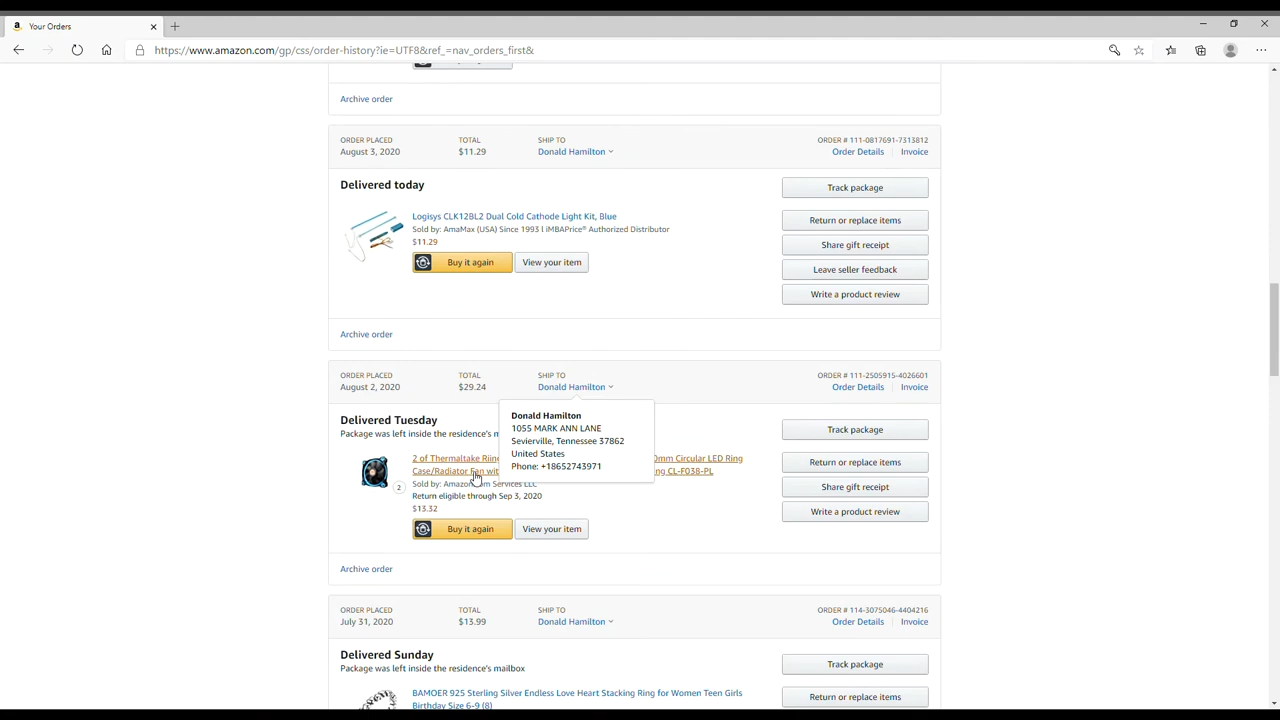 Your Orders
https://www.amazon.com/gp/css/order-history?ie=UTF8&ref_=nav_orders_first&
Archive order
ORDER PLACED TOTAL SHIP TO ORDER # 111-0817691-7313812
August 3, 2020 $11.29 Donald Hamilton Order Details Invoice
Delivered today
Track package
Logisys CLK12BL2 Dual Cold Cathode Light Kit, Blue
Sold by: AmaMax (USA) Since 1993 l iMBAPrice® Authorized Distributor
$11.29
Buy it again View your item
Return or replace items
Share gift receipt
Leave seller feedback
Write a product review
Archive order
ORDER PLACED TOTAL SHIP TO ORDER # 111-2505915-4026601
August 2, 2020 $29.24 Donald Hamilton Order Details Invoice
Donald Hamilton
1055 MARK ANN LANE
Sevierville, Tennessee 37862
United States
Phone: +18652743971
Delivered Tuesday
Package was left inside the residence's
Track package
2 of Thermaltake Riing 0mm Circular LED Ring
Case/Radiator Fan CL-F038-PL
2
Sold by: Services LLC
Return eligible through Sep 3, 2020
$13.32
Buy it again View your item
Return or replace items
Share gift receipt
Write a product review
Archive order
ORDER PLACED TOTAL SHIP TO ORDER # 114-3075046-4404216
July 31, 2020 $13.99 Donald Hamilton Order Details Invoice
Delivered Sunday
Package was left inside the residence's mailbox
Track package
BAMOER 925 Sterling Silver Endless Love Heart Stacking Ring for Women Teen Girls
Birthday Size 6-9 (8)
Return or replace items